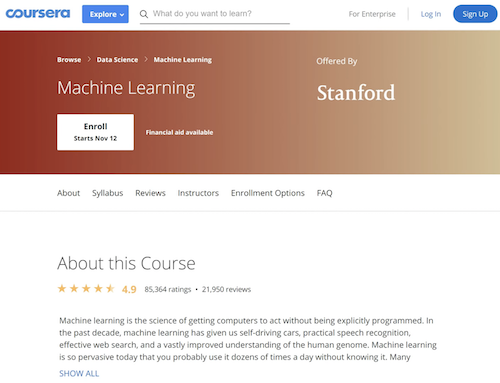 coursera Explore What do you want to learn? For Enterprise Log In Sign Up
Browse > Data Science > Machine Learning
Offered By
Machine Learning
Stanford
Enroll
Starts Nov 12
Financial aid available
About Syllabus Reviews Instructors Enrollment Options FAQ
About this Course
4.9 85,364 ratings • 21,950 reviews
Machine learning is the science of getting computers to act without being explicitly programmed. In
the past decade, machine learning has given us self-driving cars, practical speech recognition,
effective web search, and a vastly improved understanding of the human genome. Machine learning
is so pervasive today that you probably use it dozens of times a day without knowing it. Many
SHOW ALL